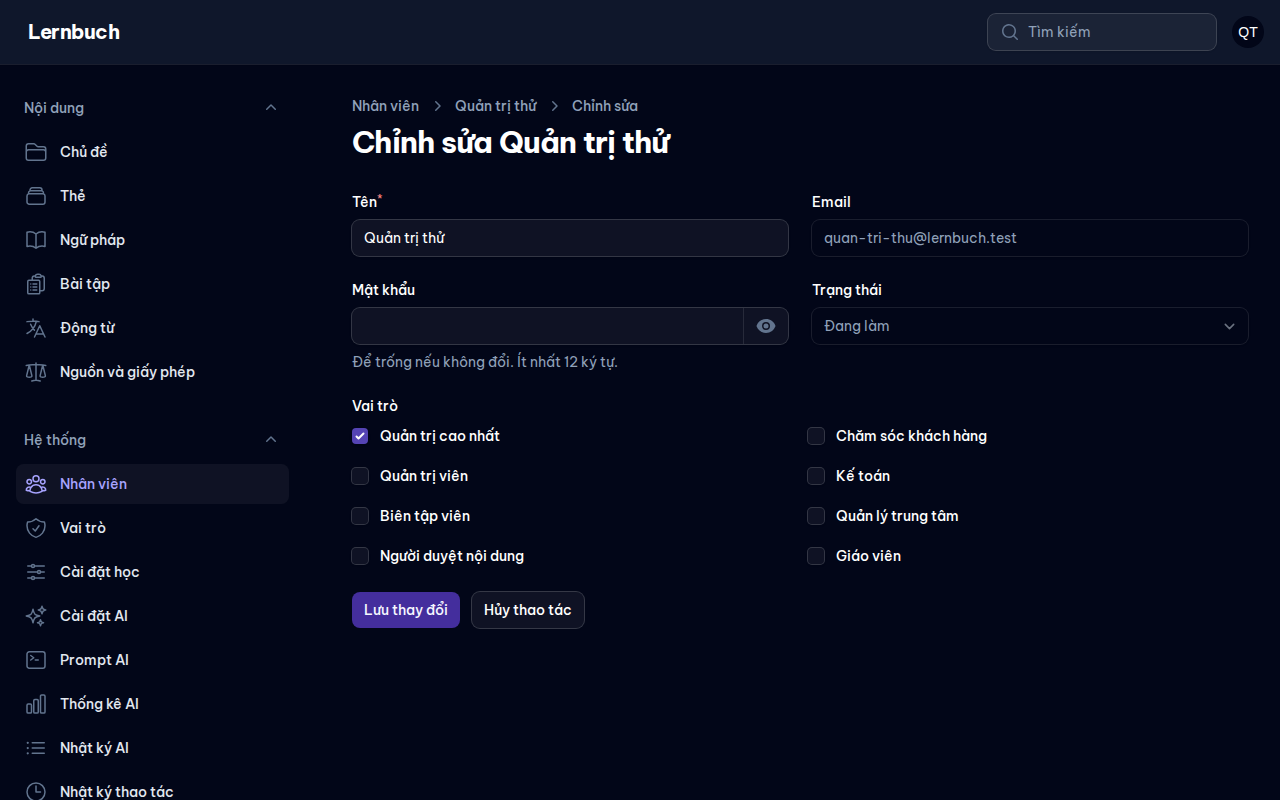 Lernbuch
Tìm kiếm
QT
Nội dung
Chủ đề
Thẻ
Ngữ pháp
Bài tập
Động từ
Nguồn và giấy phép
Hệ thống
Nhân viên
Vai trò
Cài đặt học
Cài đặt AI
Prompt AI
Thống kê AI
Nhật ký AI
Nhật ký thao tác
Nhân viên > Quản trị thử > Chỉnh sửa
Chỉnh sửa Quản trị thử
Tên*
Quản trị thử
Email
quan-tri-thu@lernbuch.test
Mật khẩu
Để trống nếu không đổi. Ít nhất 12 ký tự.
Trạng thái
Đang làm
Vai trò
Quản trị cao nhất
Chăm sóc khách hàng
Quản trị viên
Kế toán
Biên tập viên
Quản lý trung tâm
Người duyệt nội dung
Giáo viên
Lưu thay đổi
Hủy thao tác